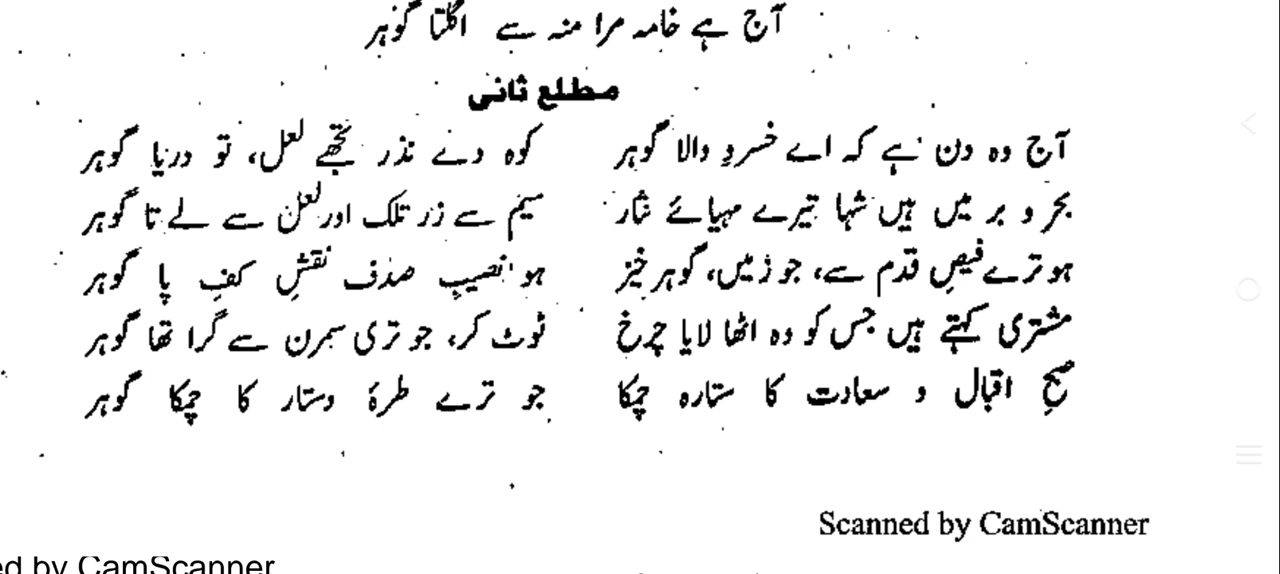 آج ہے خامہ مرا منہ سے اگلتا گوہر
مطلع ثانی
آج وہ دن ہے کہ اے خسروِ والا گوہر کوہ دے نذر تجھے لعل، تو دریا گوہر
بحر و بر میں ہیں شہا تیرے مہیائے نثار سیم سے زر تلک اور لعل سے لے تا گوہر
ہو ترے فیضِ قدم سے، جو زمیں، گوہر خیز ہو نصیبِ صدف نقشِ کفِ پا گوہر
مشتری کہتے ہیں جس کو وہ اٹھا لایا چرخ ٹوٹ کر، جو تری سمرن سے گرا تھا گوہر
صبحِ اقبال و سعادت کا ستارہ چمکا جو ترے طرۂ دستار کا چمکا گوہر
Scanned by CamScanner
ed by CamScanner